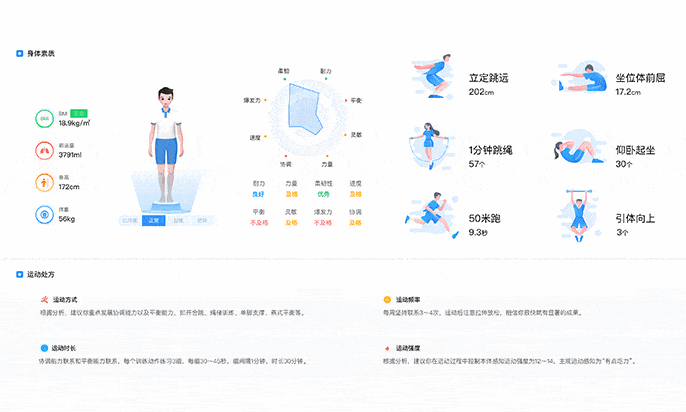 身体素质
BMI 正常
18.9kg/㎡
肺活量
3791ml
身高
172cm
体重
56kg
正常
柔韧
耐力
爆发力
平衡
速度
灵敏
协调
力量
耐力 力量 柔韧性 速度
良好 及格 优秀 及格
平衡 灵敏 爆发力 协调
不及格 及格 不及格 及格
立定跳远
202cm
坐位体前屈
17.2cm
1分钟跳绳
57个
仰卧起坐
30个
50米跑
9.3秒
引体向上
3个
运动处方
运动方式
根据分析，建议你重点发展协调能力以及平衡能力，如开合跳、绳梯训练、单脚支撑、燕式平衡等。
运动频率
每周坚持联系3～4次，运动后注意拉伸放松，相信你很快就有显著的成果。
运动时长
协调能力联系和平衡能力联系，每个训练动作练习3组，每组30～45秒，组间隔1分钟，时长30分钟。
运动强度
根据分析，建议你在运动过程中控制本体感知运动强度为12～14，主观运动感知为“有点吃力”。